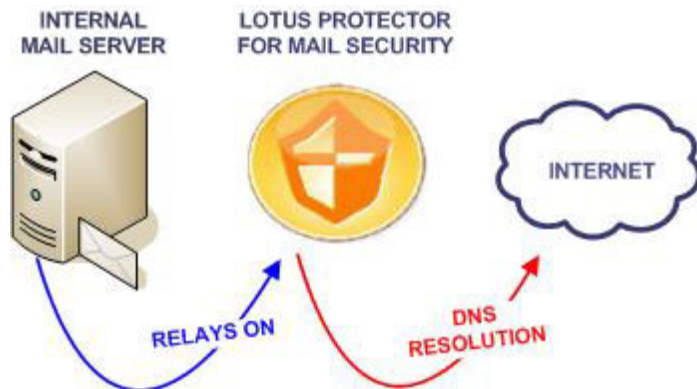 INTERNAL
MAIL SERVER
LOTUS PROTECTOR
FOR MAIL SECURITY
INTERNET
RELAYS ON
DNS
RESOLUTION